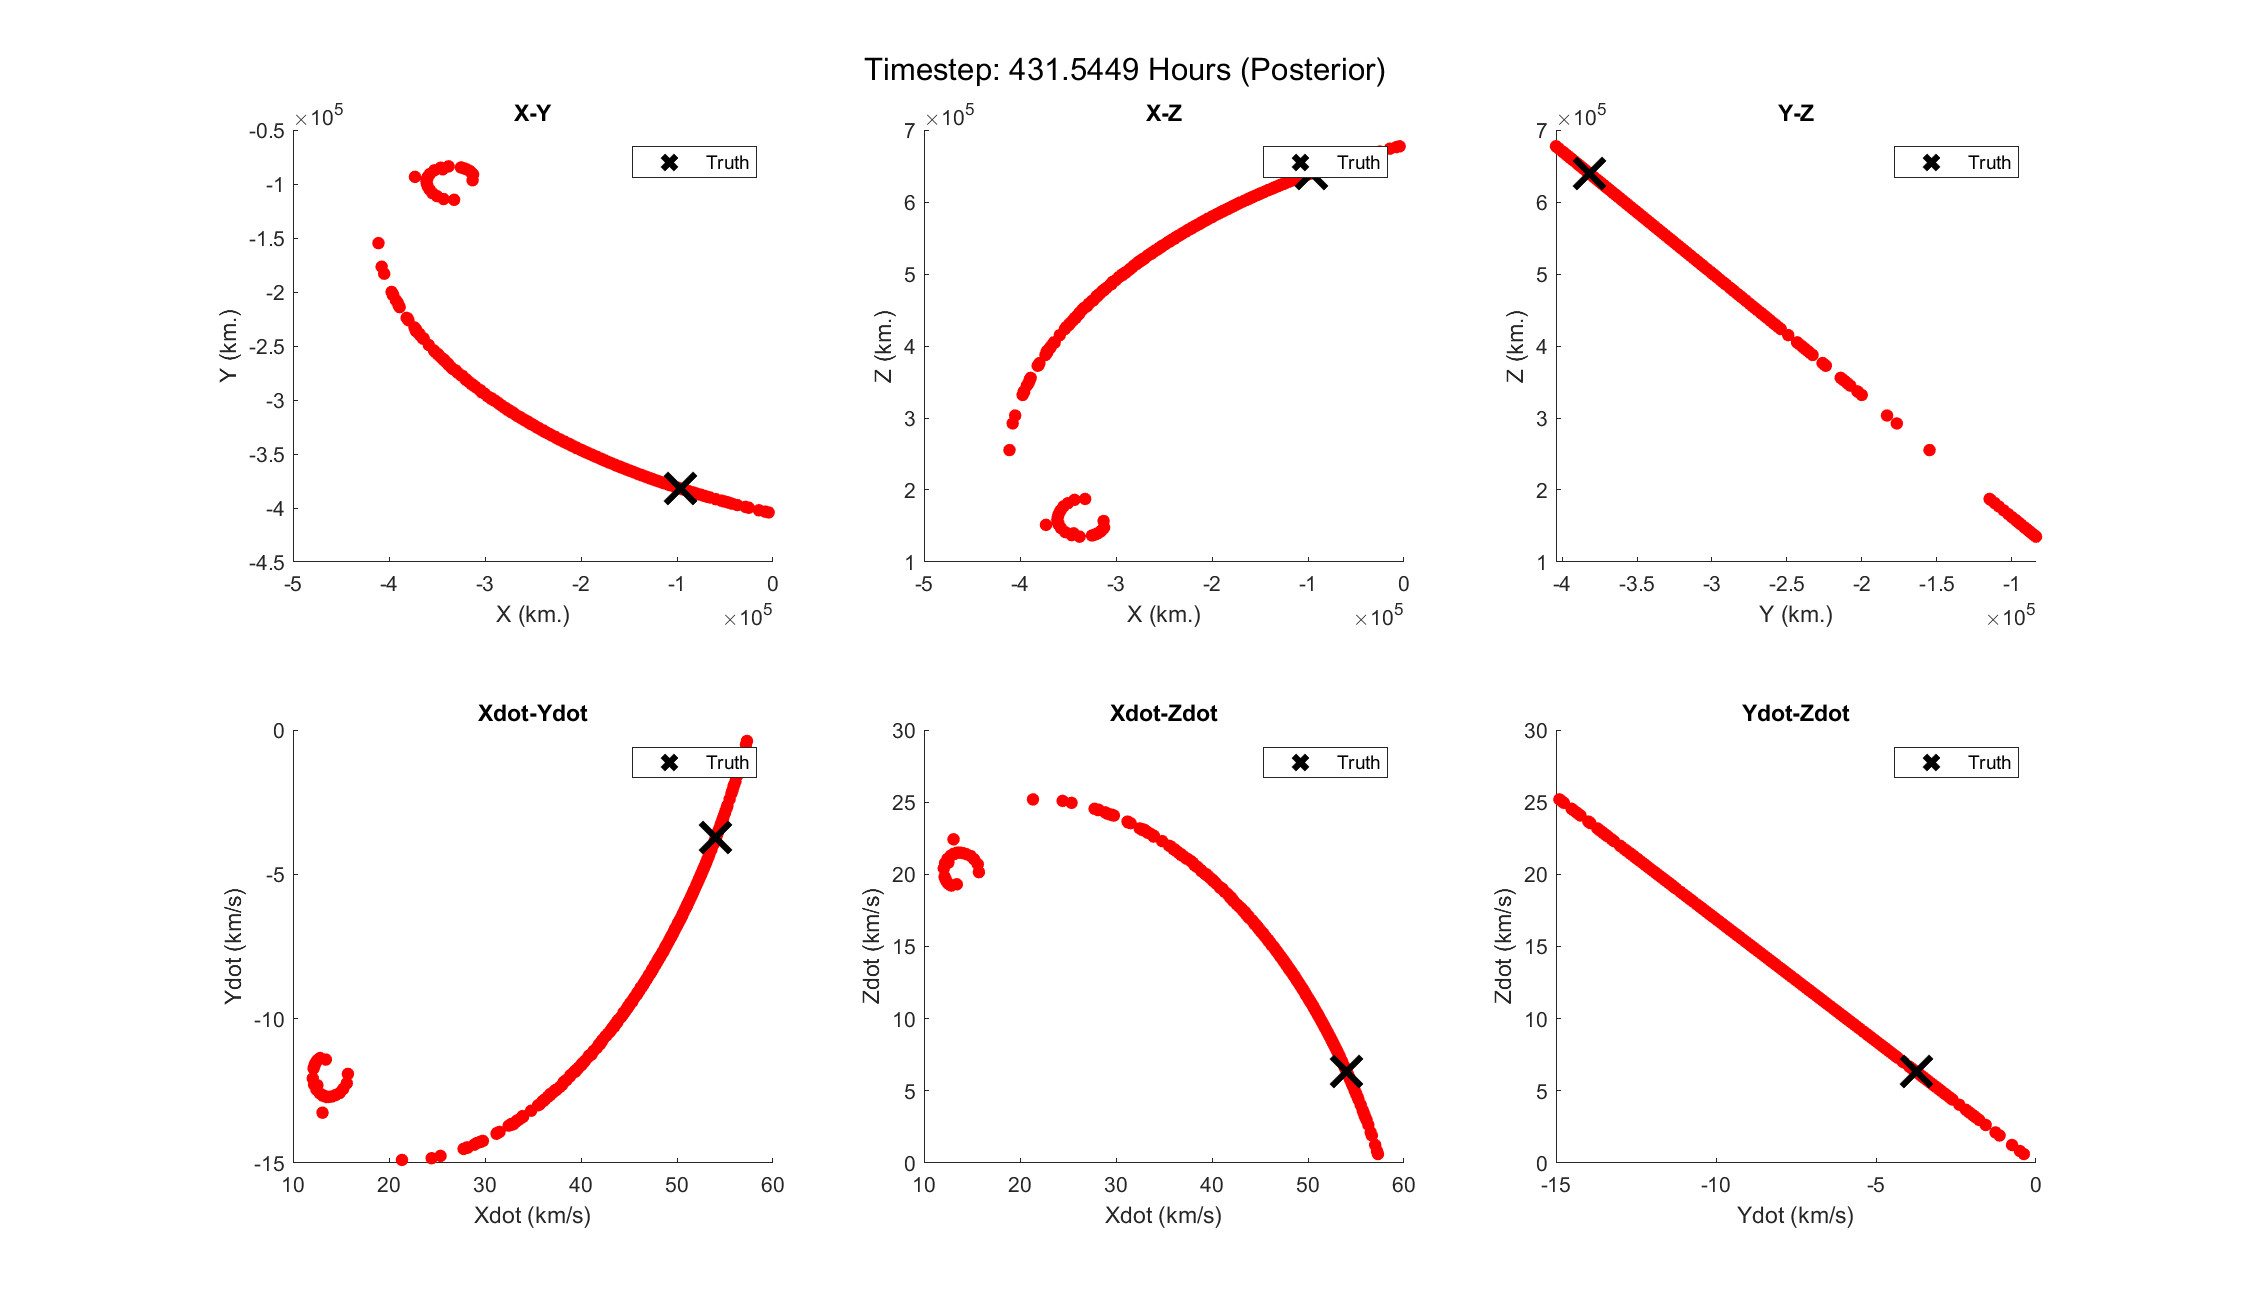 Timestep: 431.5449 Hours (Posterior)
X-Y
×10^5
-0.5
-1
-1.5
-2
-2.5
-3
-3.5
-4
-4.5
Y (km.)
Truth
-5 -4 -3 -2 -1 0
X (km.)
×10^5
X-Z
×10^5
7
6
5
4
3
2
1
Z (km.)
Truth
-5 -4 -3 -2 -1 0
X (km.)
×10^5
Y-Z
×10^5
7
6
5
4
3
2
1
Z (km.)
Truth
-4 -3.5 -3 -2.5 -2 -1.5 -1
Y (km.)
×10^5
Xdot-Ydot
0
-5
-10
-15
Ydot (km/s)
Truth
10 20 30 40 50 60
Xdot (km/s)
Xdot-Zdot
30
25
20
15
10
5
0
Zdot (km/s)
Truth
10 20 30 40 50 60
Xdot (km/s)
Ydot-Zdot
30
25
20
15
10
5
0
Zdot (km/s)
Truth
-15 -10 -5 0
Ydot (km/s)